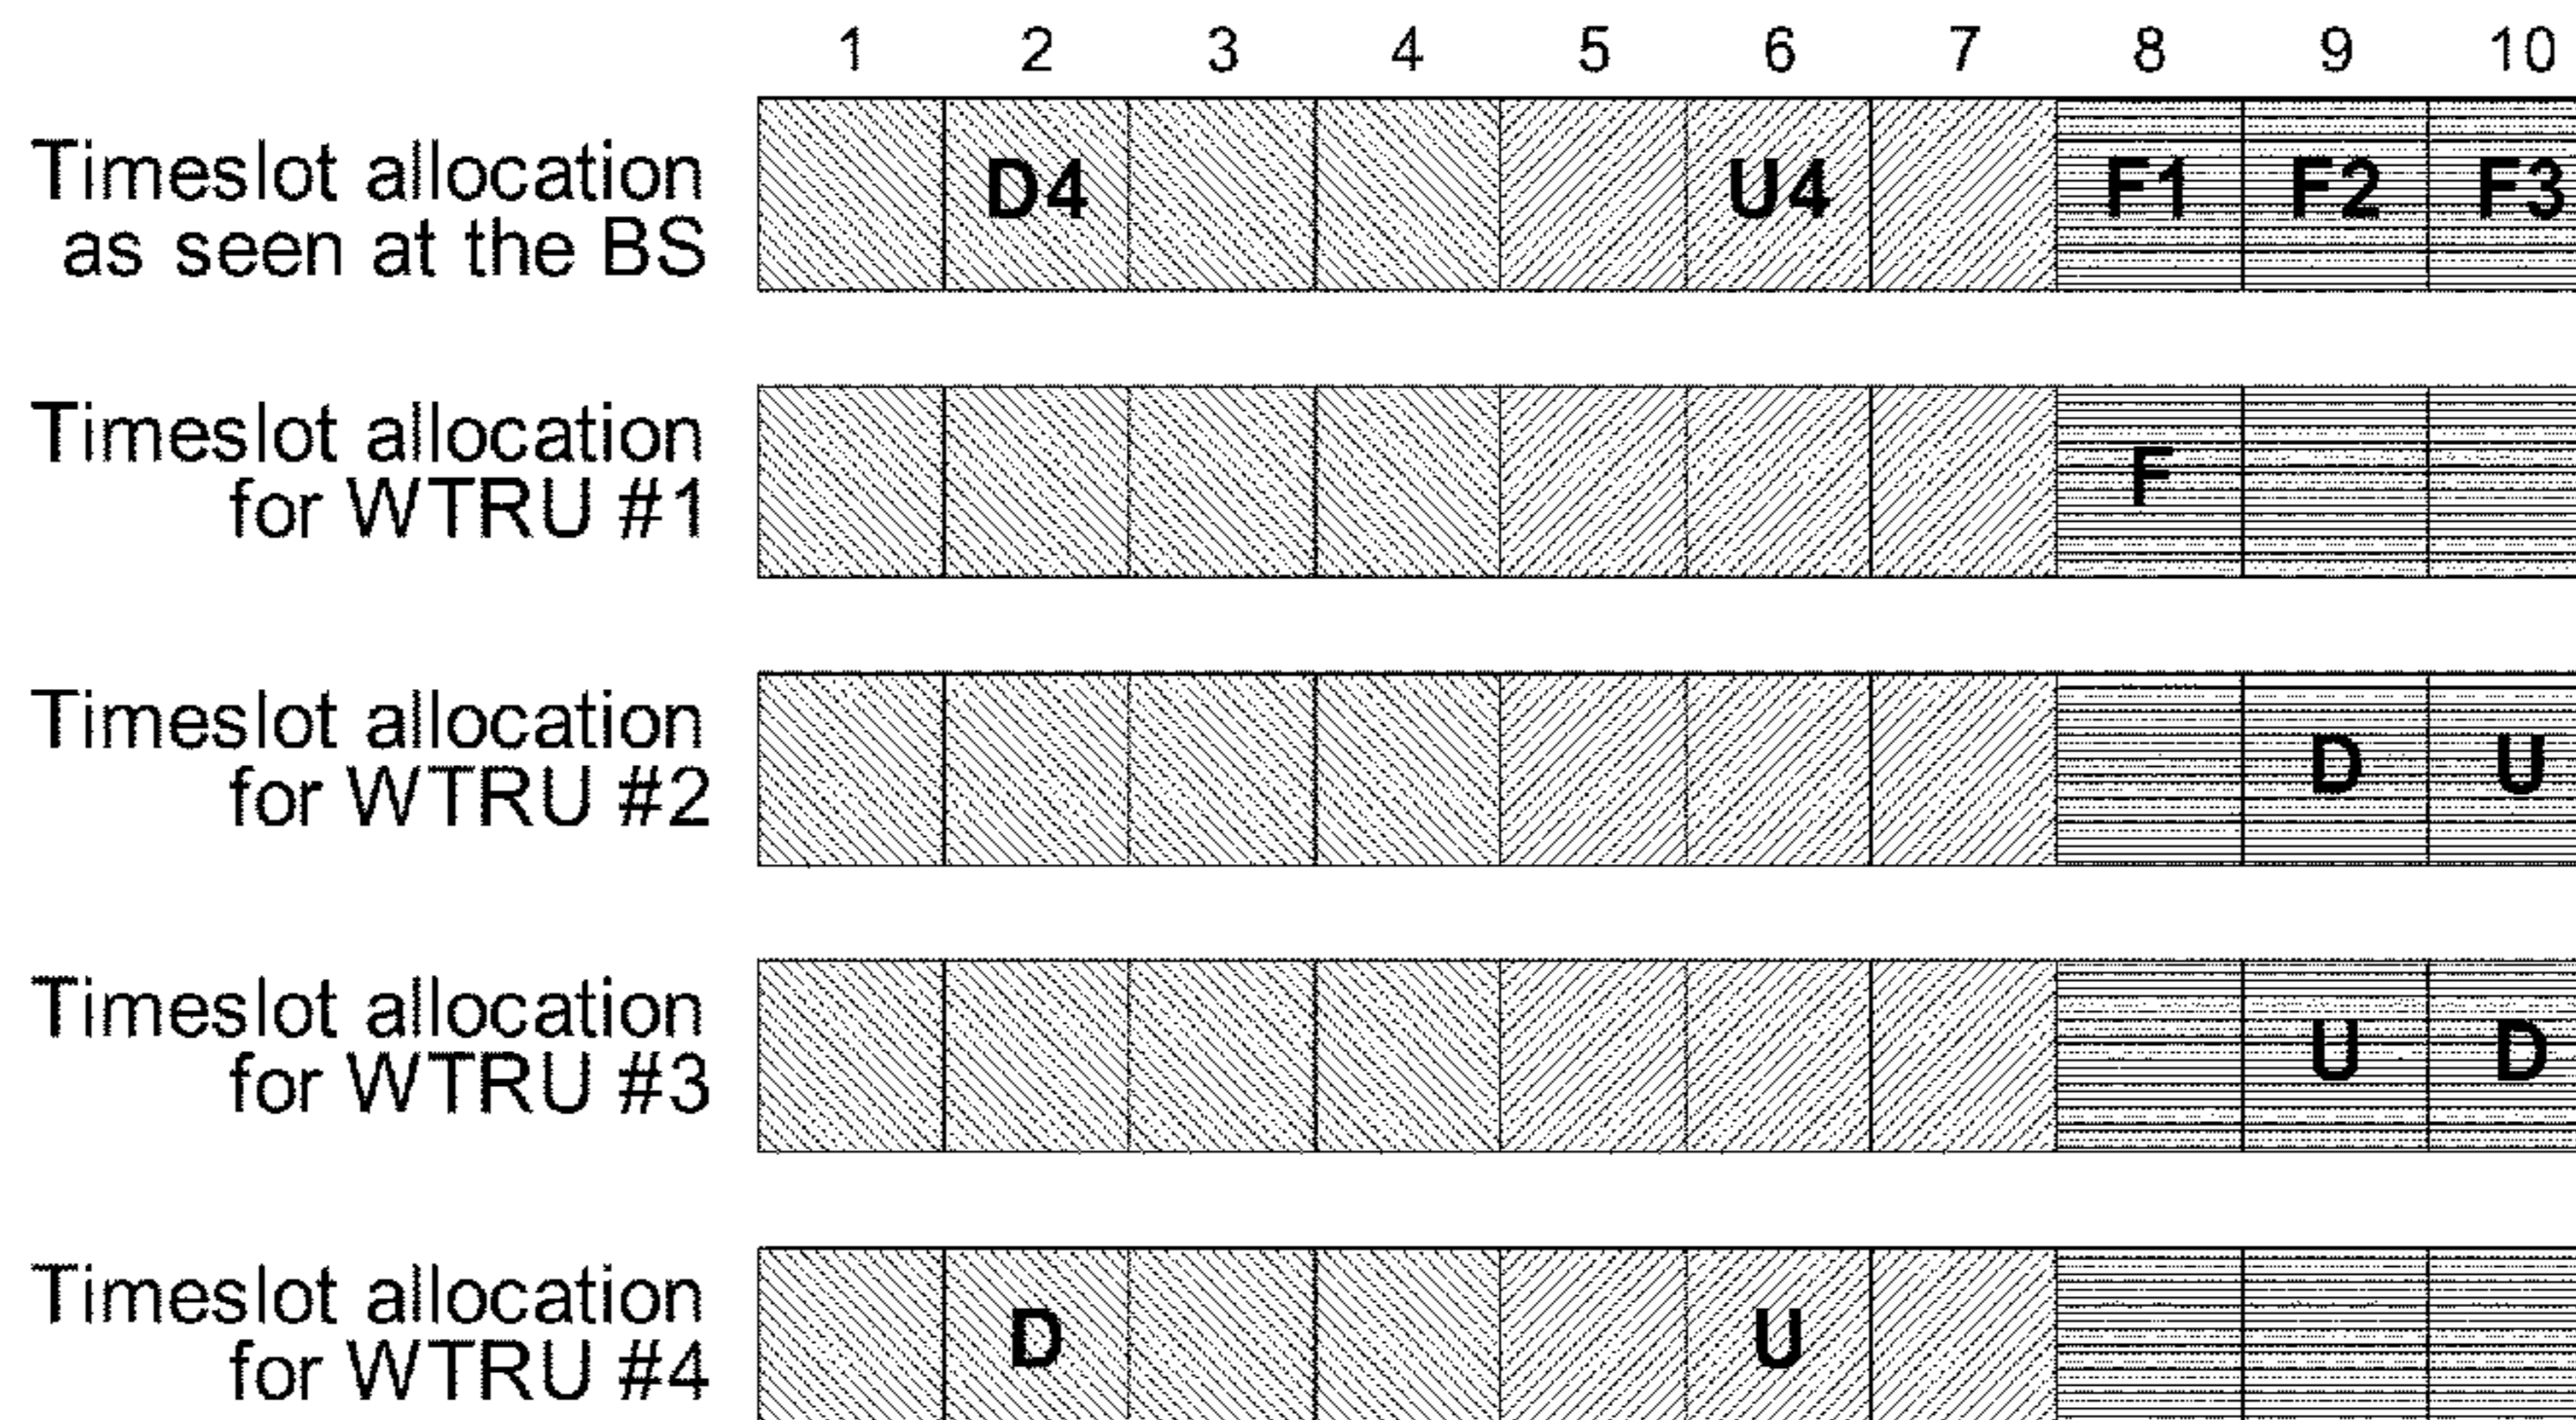 1 2 3 4 5 6 7 8 9 10
Timeslot allocation
as seen at the BS
D4 U4 F1 F2 F3
Timeslot allocation
for WTRU #1
F
Timeslot allocation
for WTRU #2
D U
Timeslot allocation
for WTRU #3
U D
Timeslot allocation
for WTRU #4
D U